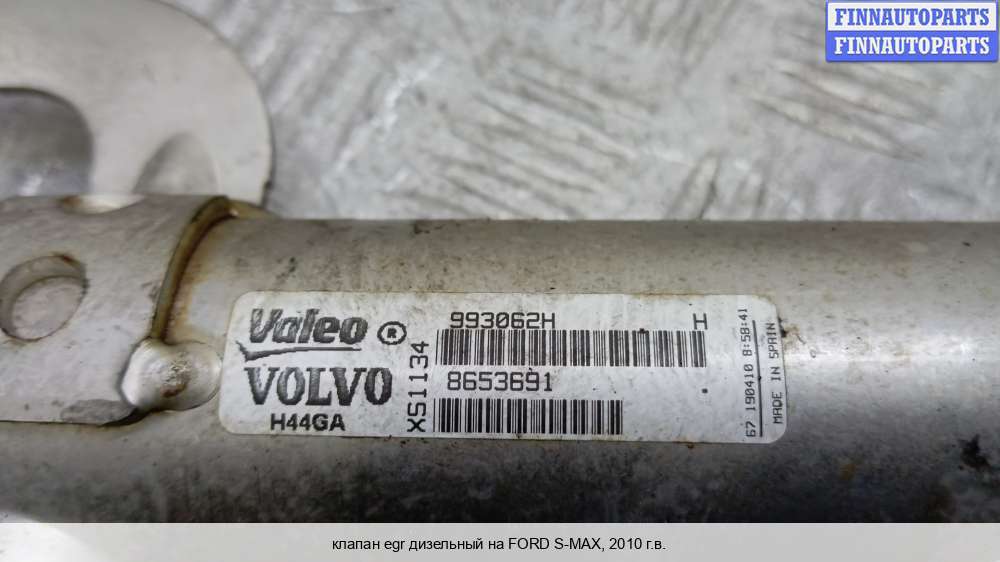 FINNAUTOPARTS
FINNAUTOPARTS
Valeo ®
VOLVO
H44GA
XS1134
993062H H
8653691
67 190410 8:58:41
MADE IN SPAIN
клапан egr дизельный на FORD S-MAX, 2010 г.в.